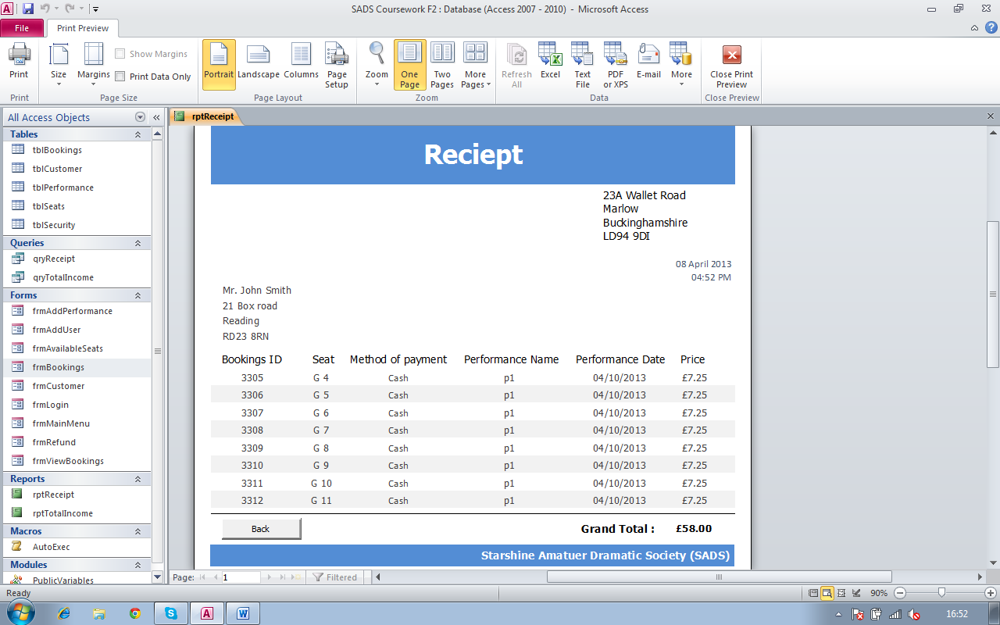 SADS Coursework F2 : Database (Access 2007 - 2010) - Microsoft Access
File Print Preview
Print
Size
Margins
Show Margins
Print Data Only
Portrait
Landscape
Columns
Page Setup
Zoom
One Page
Two Pages
More Pages
Refresh All
Excel
Text File
PDF or XPS
E-mail
More
Close Print Preview
Print Page Size Page Layout Zoom Data Close Preview
All Access Objects
Tables
tblBookings
tblCustomer
tblPerformance
tblSeats
tblSecurity
Queries
qryReceipt
qryTotalIncome
Forms
frmAddPerformance
frmAddUser
frmAvailableSeats
frmBookings
frmCustomer
frmLogin
frmMainMenu
frmRefund
frmViewBookings
Reports
rptReceipt
rptTotalIncome
Macros
AutoExec
Modules
PublicVariables
rptReceipt
Reciept
23A Wallet Road
Marlow
Buckinghamshire
LD94 9DI
08 April 2013
04:52 PM
Mr. John Smith
21 Box road
Reading
RD23 8RN
Bookings ID Seat Method of payment Performance Name Performance Date Price
3305 G 4 Cash p1 04/10/2013 £7.25
3306 G 5 Cash p1 04/10/2013 £7.25
3307 G 6 Cash p1 04/10/2013 £7.25
3308 G 7 Cash p1 04/10/2013 £7.25
3309 G 8 Cash p1 04/10/2013 £7.25
3310 G 9 Cash p1 04/10/2013 £7.25
3311 G 10 Cash p1 04/10/2013 £7.25
3312 G 11 Cash p1 04/10/2013 £7.25
Back Grand Total : £58.00
Starshine Amatuer Dramatic Society (SADS)
Page: 1 Filtered
Ready 90%
16:52